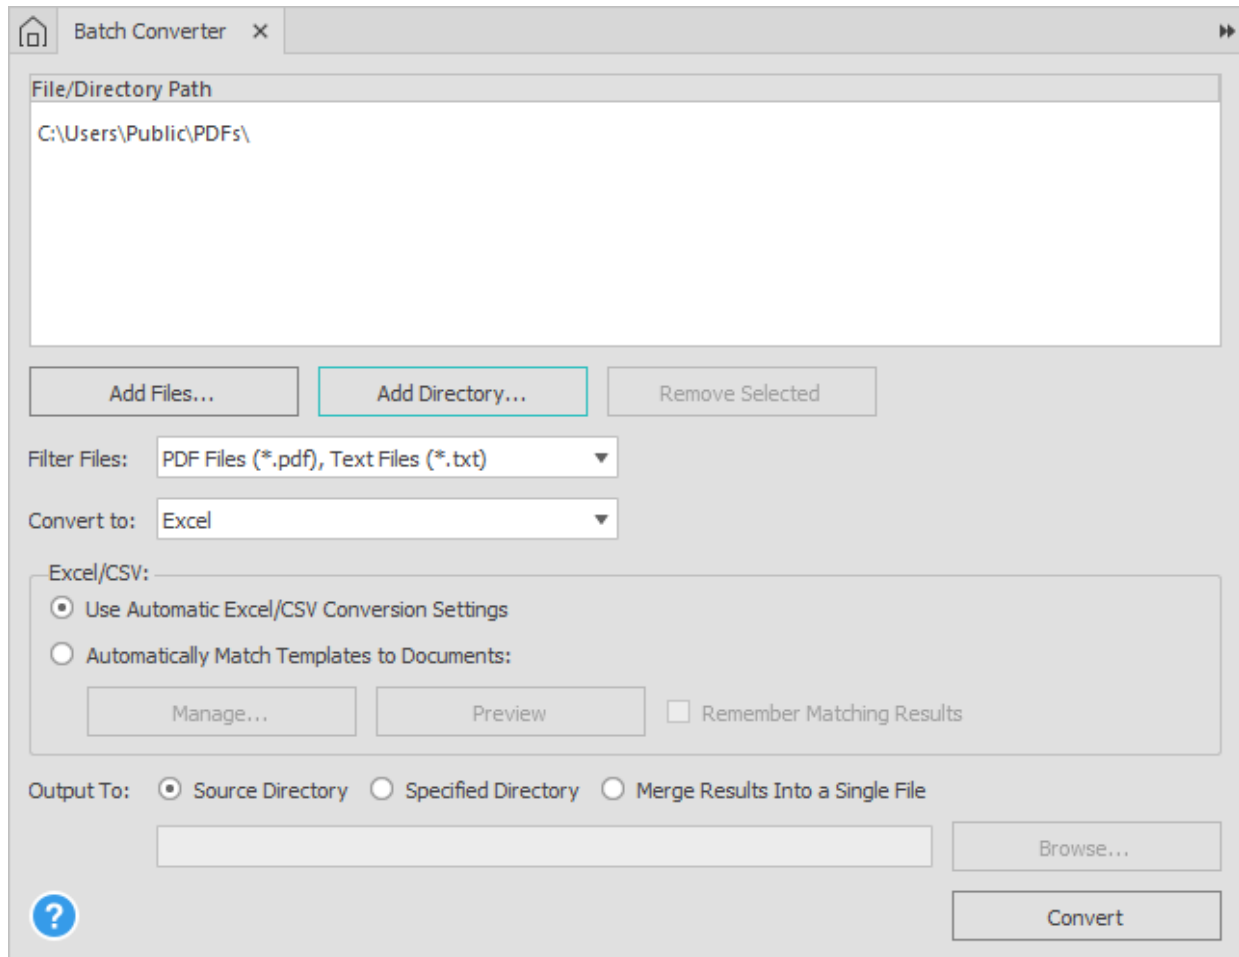 Batch Converter
File/Directory Path
C:\Users\Public\PDFs\
Add Files... Add Directory... Remove Selected
Filter Files: PDF Files (*.pdf), Text Files (*.txt)
Convert to: Excel
Excel/CSV:
Use Automatic Excel/CSV Conversion Settings
Automatically Match Templates to Documents:
Manage... Preview Remember Matching Results
Output To: Source Directory Specified Directory Merge Results Into a Single File
Browse...
? Convert